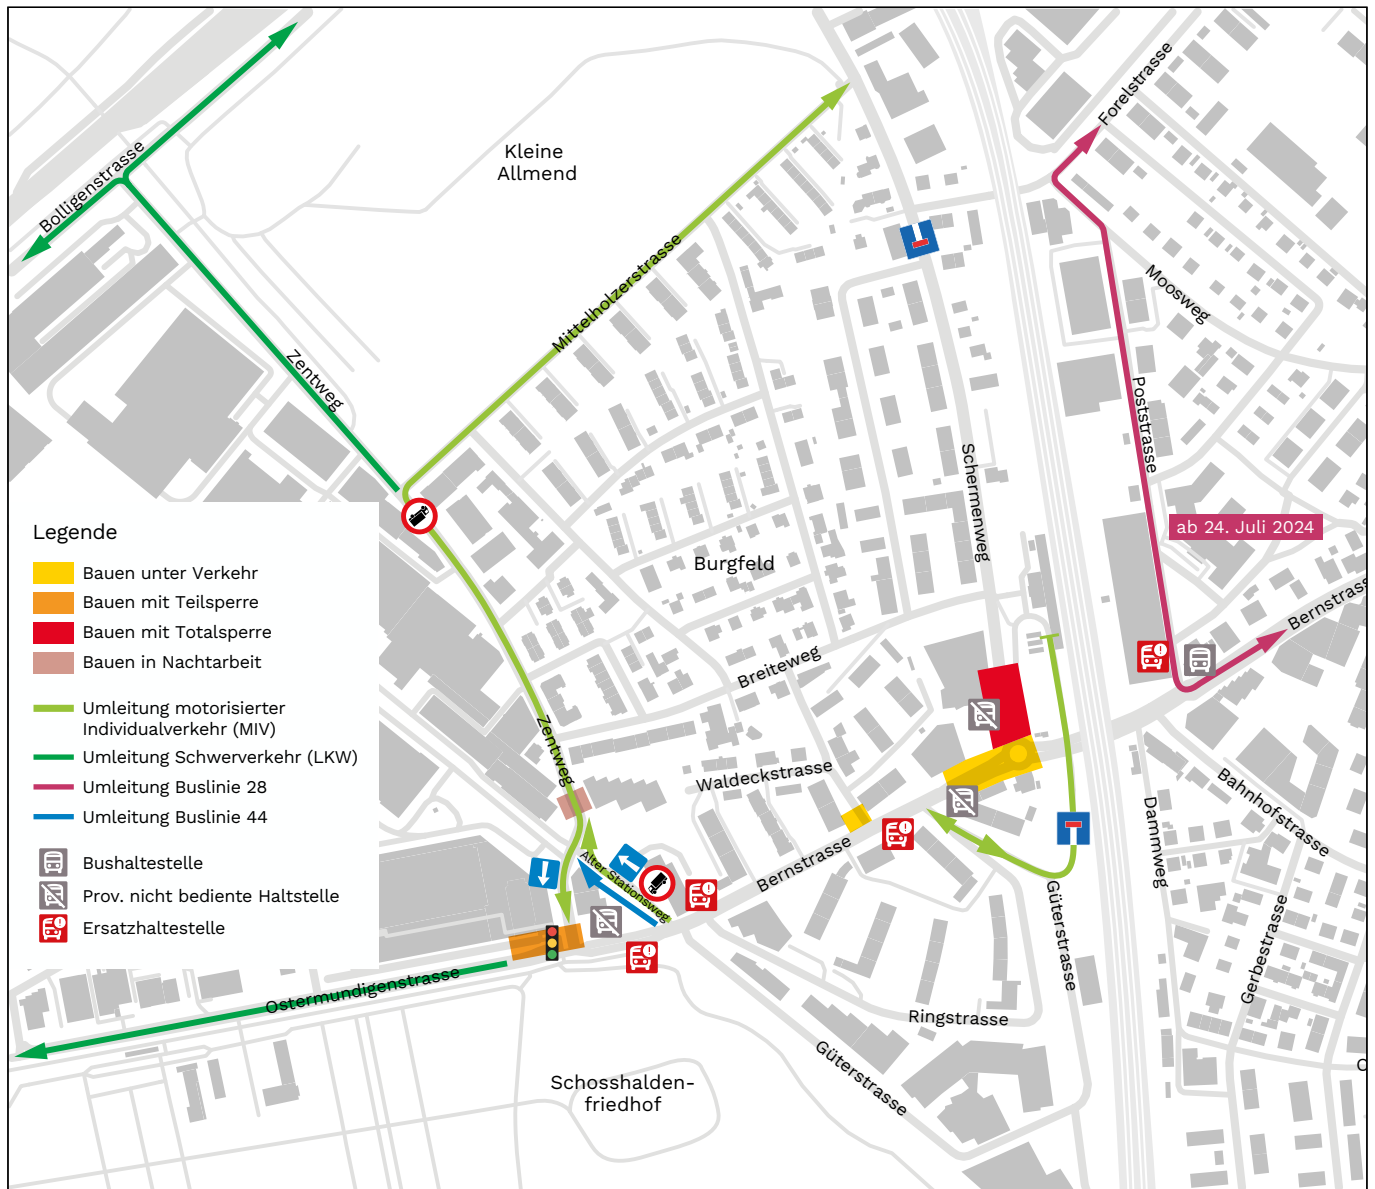 Forelstrasse
Kleine
Allmend
Bolligenstrasse
Mittelholzerstrasse
Moosweg
Zentweg
Poststrasse
Schermenweg
ab 24. Juli 2024
Legende
Bauen unter Verkehr
Bauen mit Teilsperre
Bauen mit Totalsperre
Bauen in Nachtarbeit
Umleitung motorisierter
Individualverkehr (MIV)
Umleitung Schwerverkehr (LKW)
Umleitung Buslinie 28
Umleitung Buslinie 44
Bushaltestelle
Prov. nicht bediente Haltstelle
Ersatzhaltestelle
Burgfeld
Bernstrass
Breiteweg
Zentweg
Waldeckstrasse
Bahnhofstrasse
Dammweg
Bernstrasse
Alter Stationsweg
Güterstrasse
Gerbestrasse
Ostermundigenstrasse
Ringstrasse
Güterstrasse
Schosshalden-
friedhof